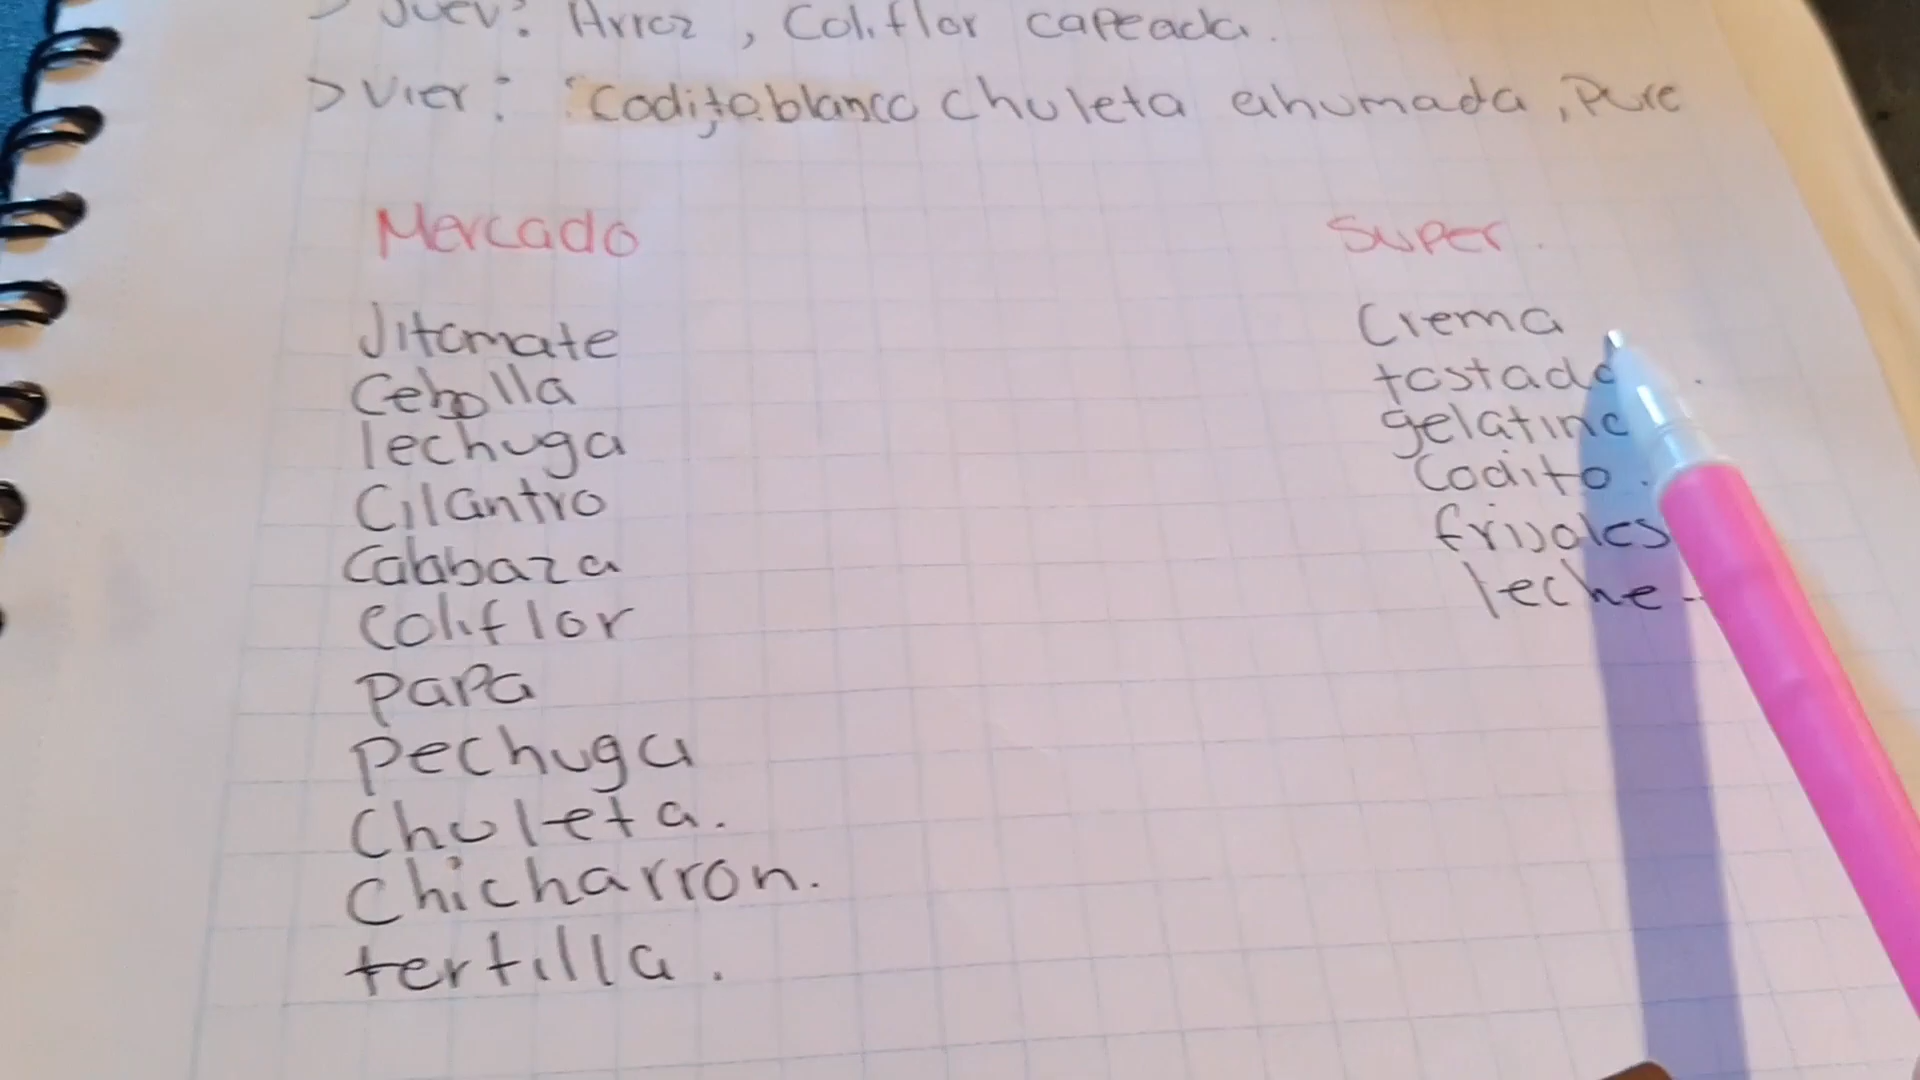 > Juev: Arroz, Coliflor capeada.
> Vier: Codito blanco chuleta ahumada, Pure
Mercado
Jitomate
Cebolla
lechuga
Cilantro
Calabaza
Coliflor
papa
pechuga
Chuleta.
Chicharron.
tortilla.
Super.
Crema
tostada.
gelatina
Codito.
frijoles
leche.